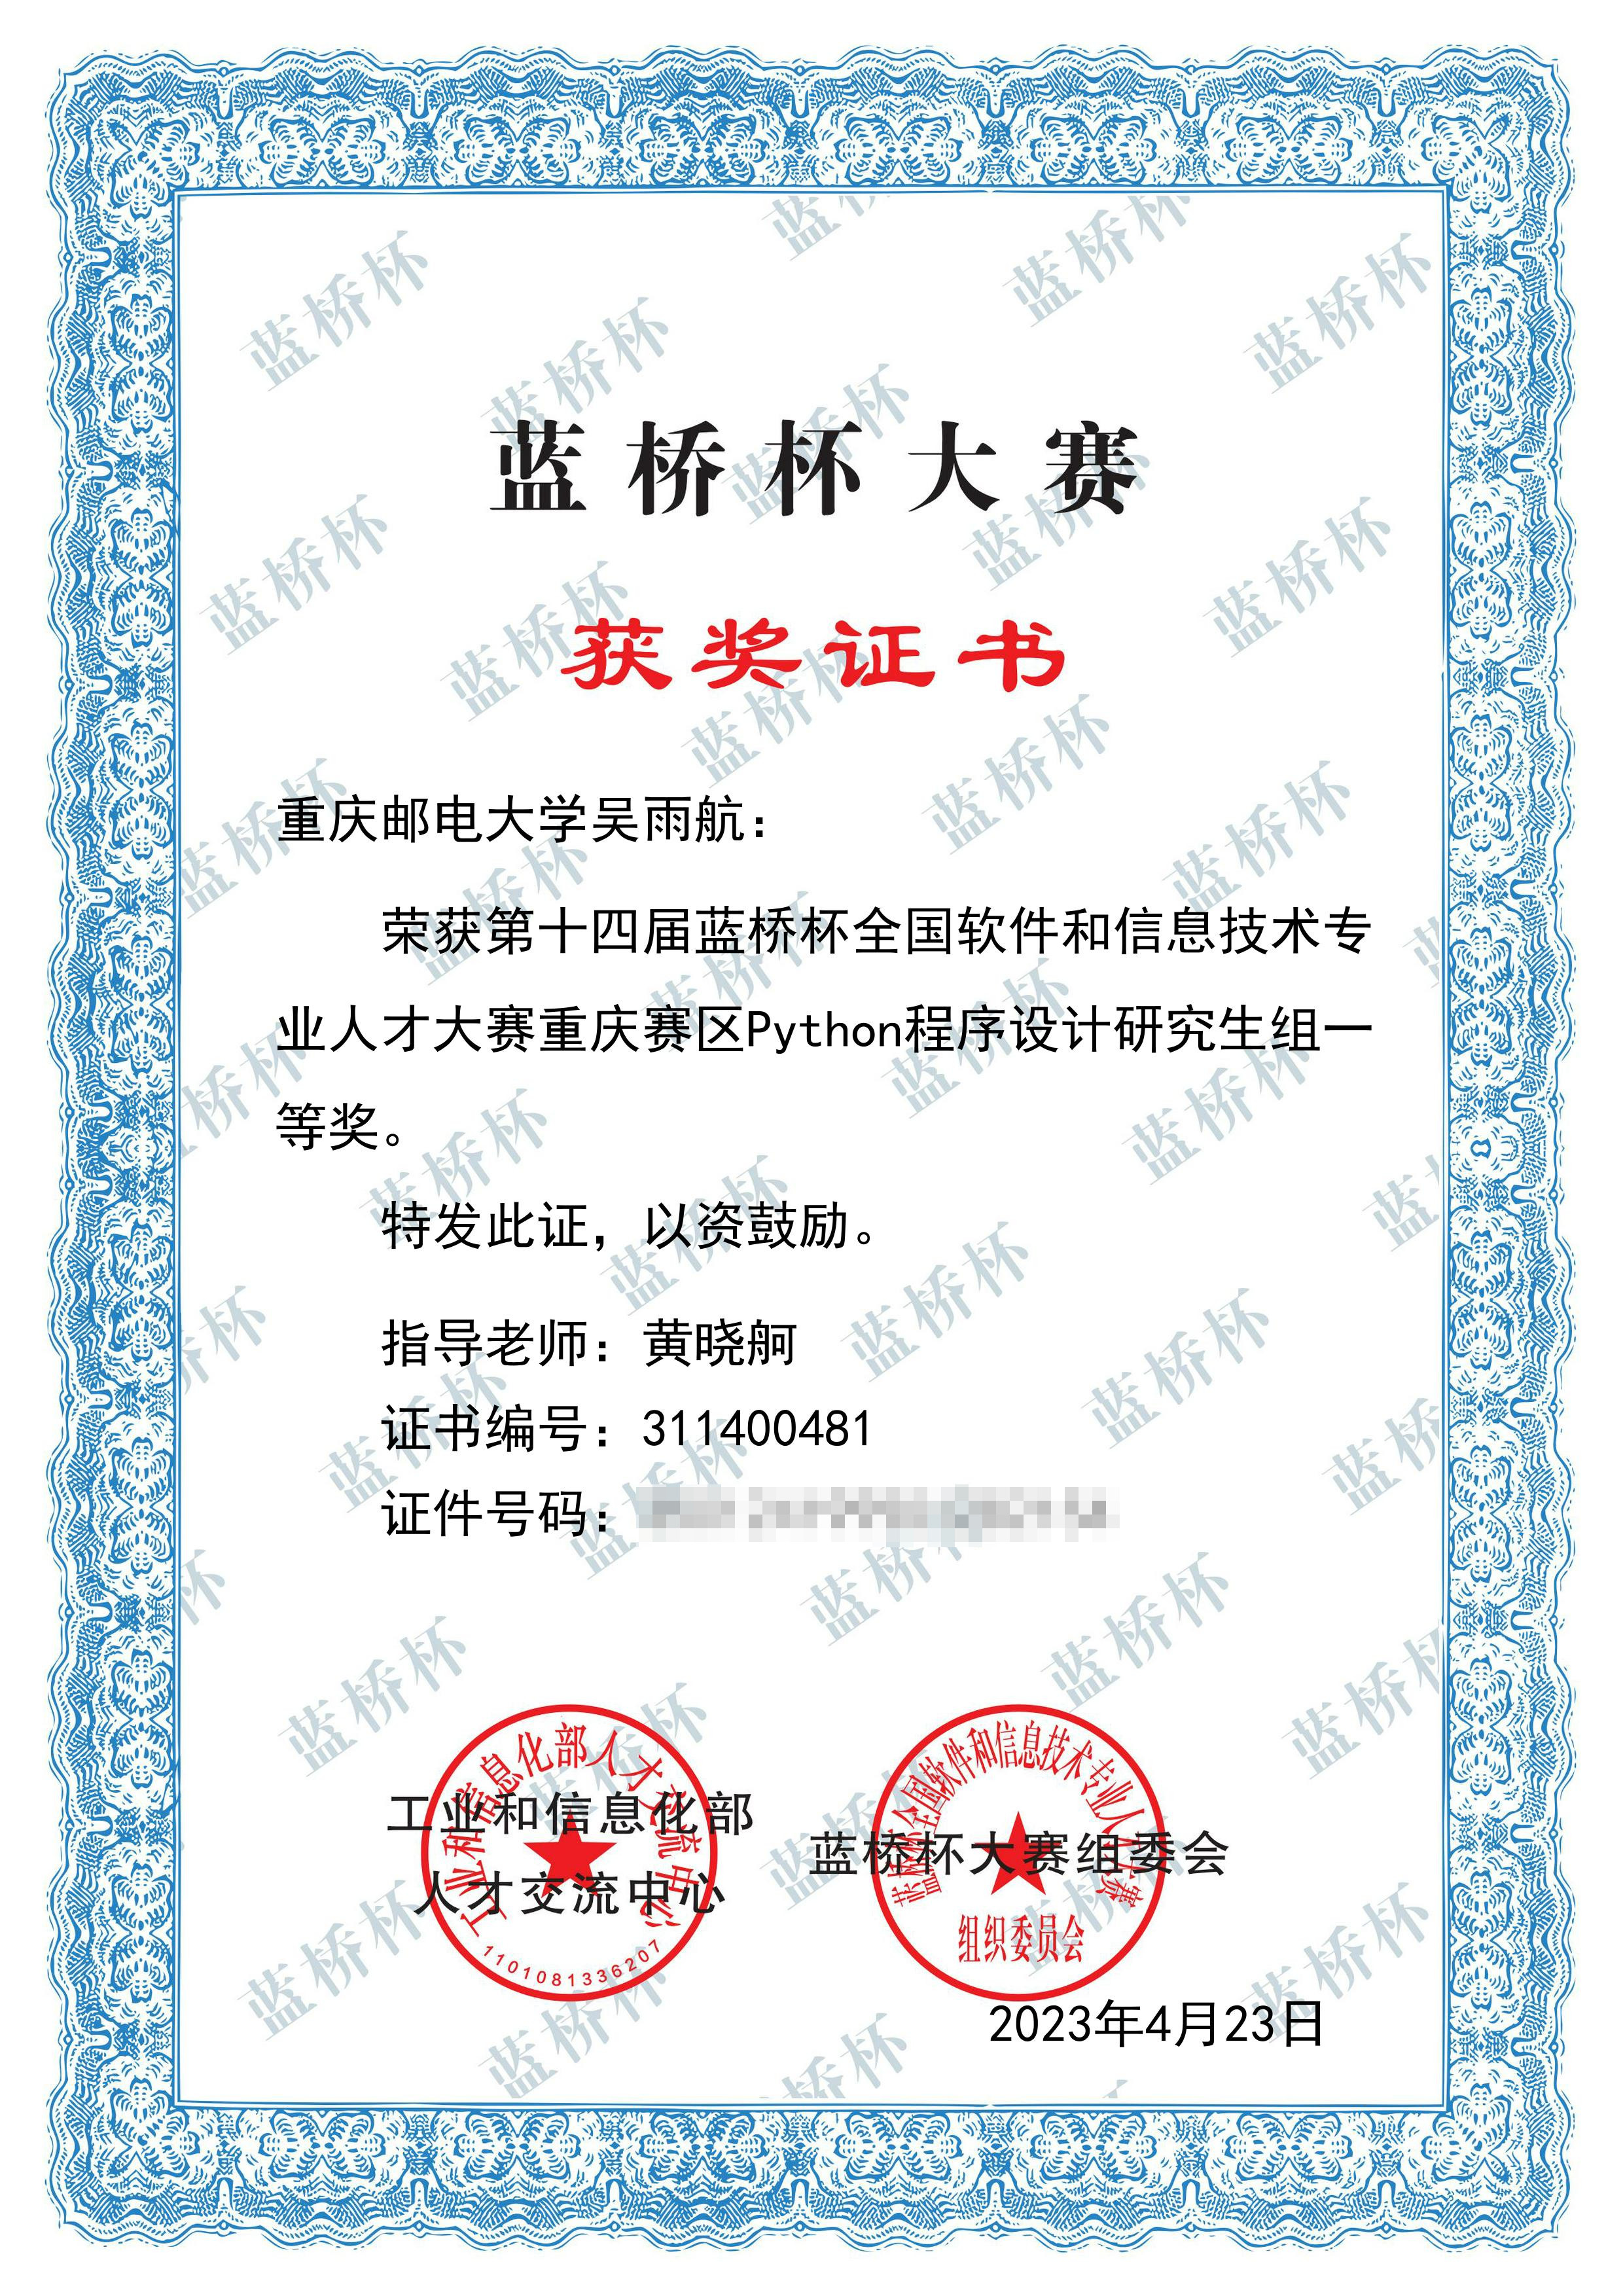 蓝桥杯大赛
获奖证书
重庆邮电大学吴雨航：
荣获第十四届蓝桥杯全国软件和信息技术专
业人才大赛重庆赛区Python程序设计研究生组一
等奖。
特发此证，以资鼓励。
指导老师：黄晓舸
证书编号：311400481
证件号码：
工业和信息化部人才交流中心
工业和信息化部
人才交流中心
1101081336207
蓝桥杯全国软件和信息技术专业人才大赛
蓝桥杯大赛组委会
组织委员会
2023年4月23日
蓝桥杯